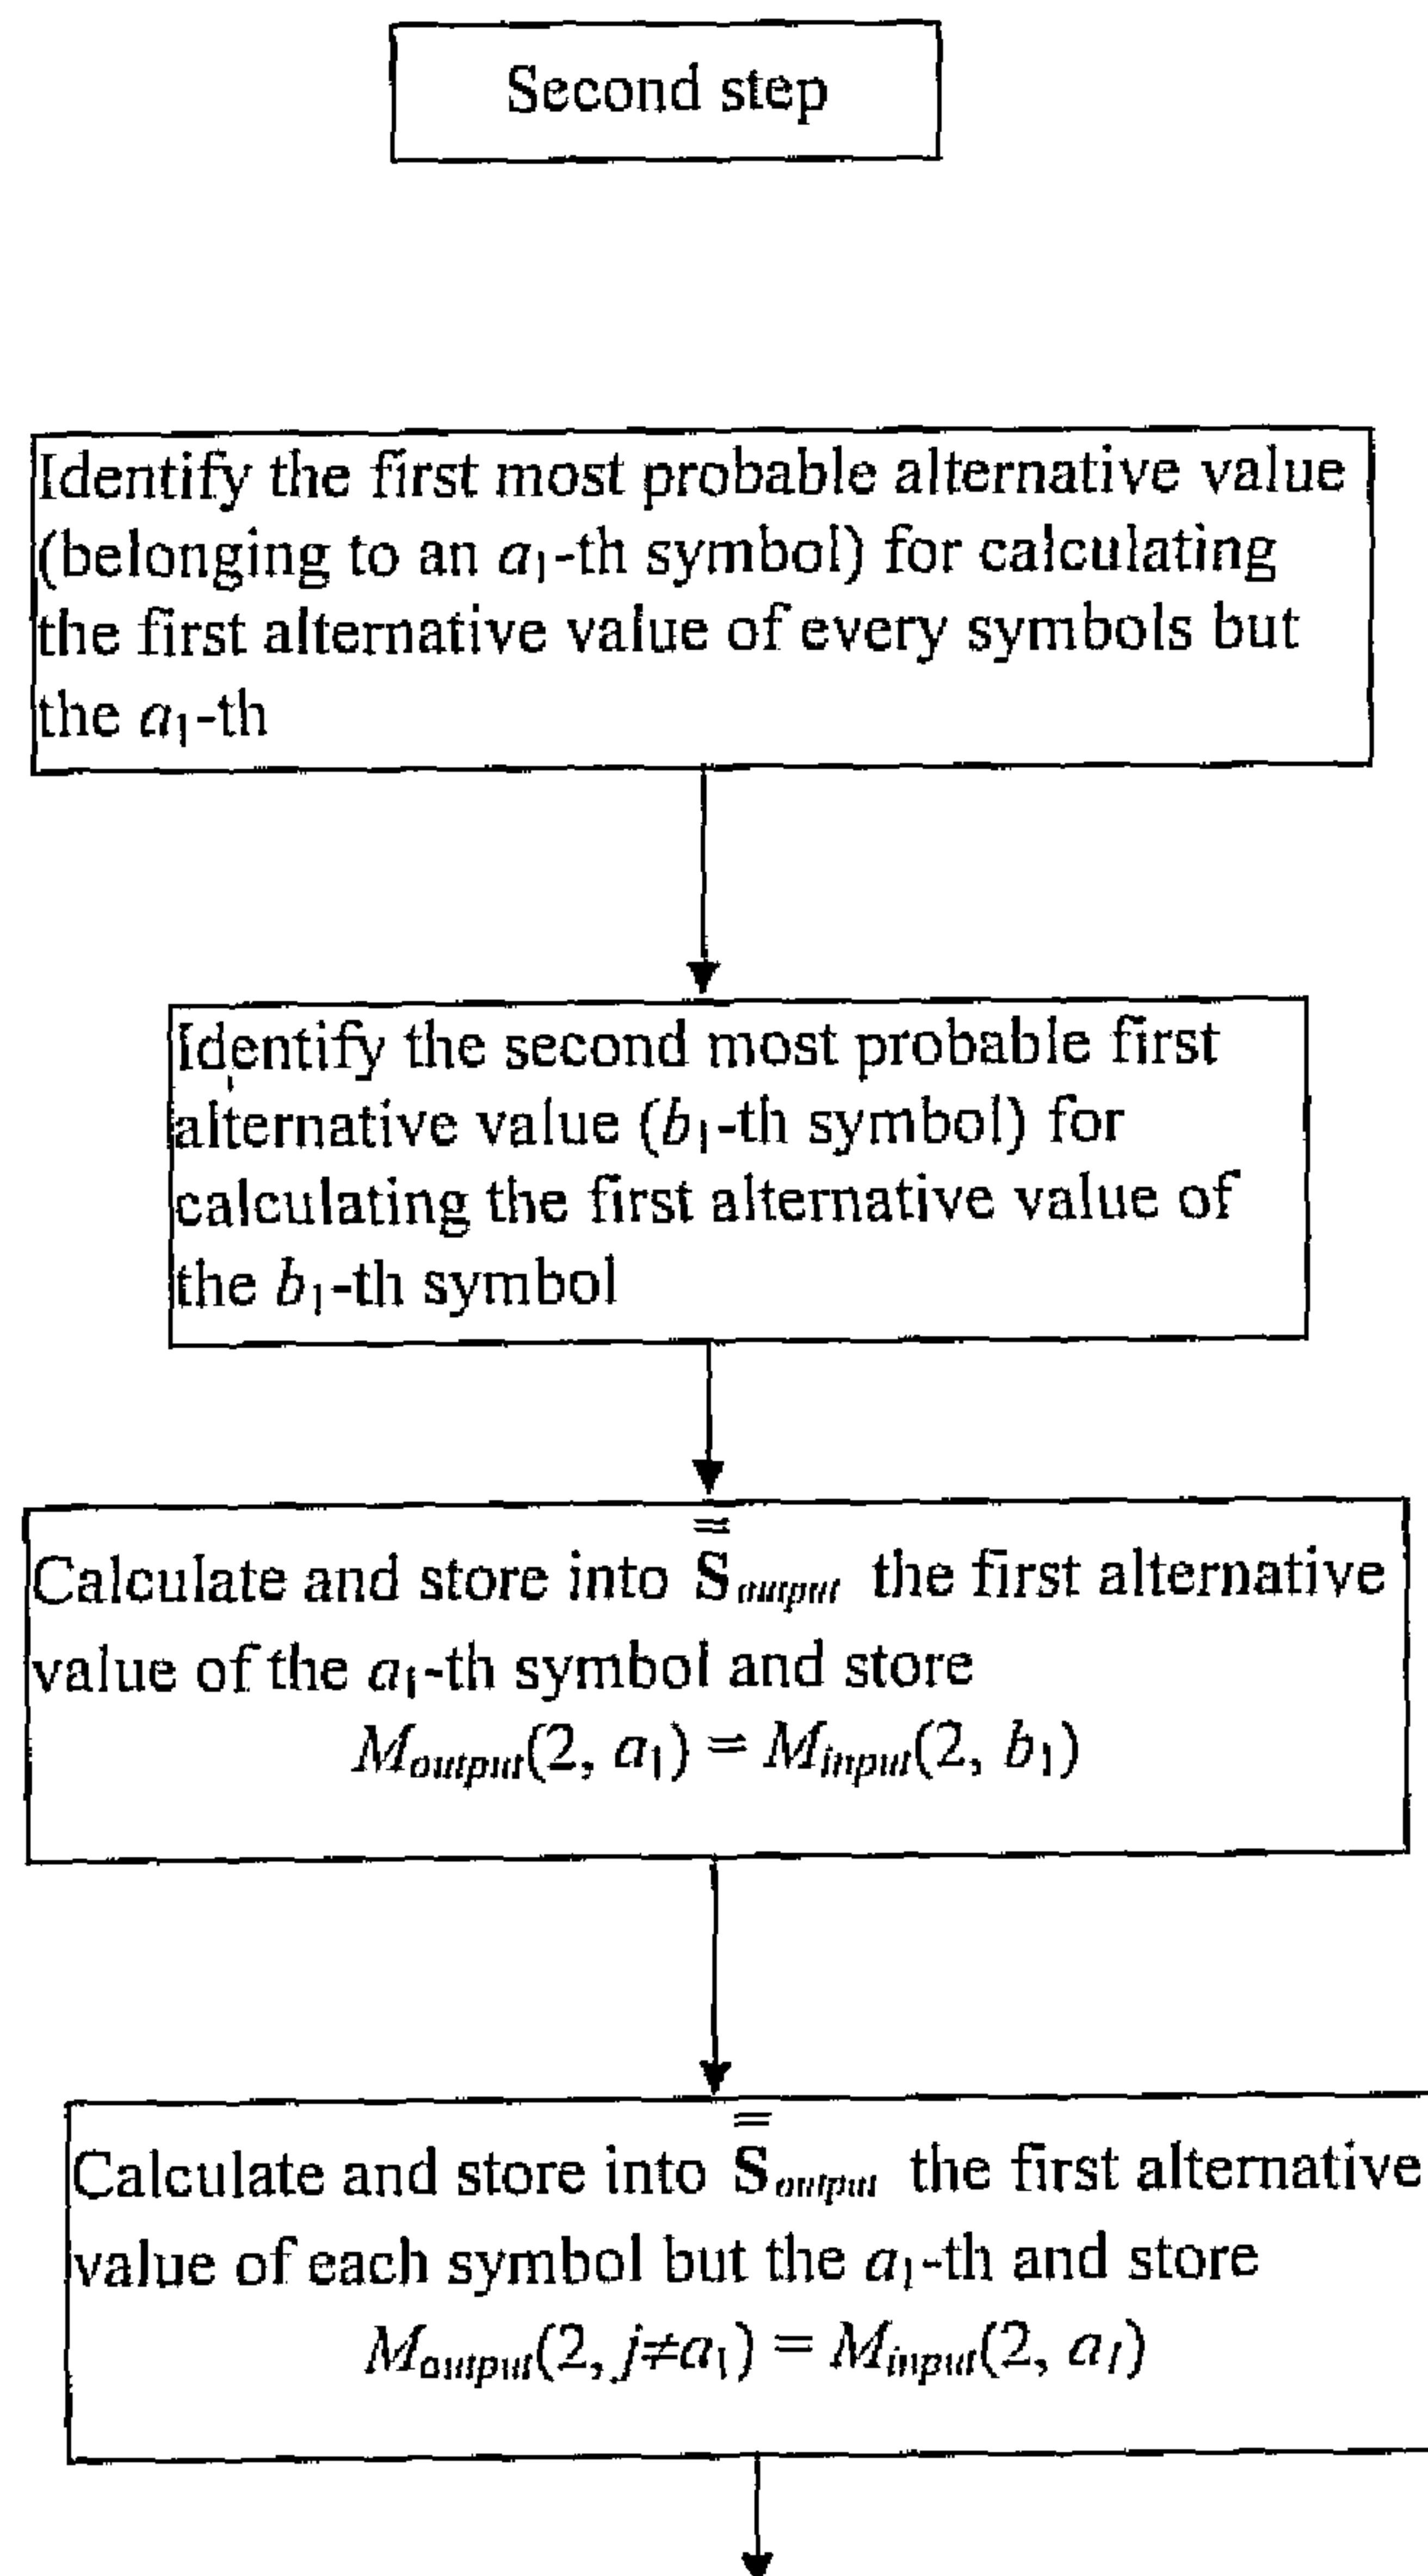 Second step
Identify the first most probable alternative value
(belonging to an a₁-th symbol) for calculating
the first alternative value of every symbols but
the a₁-th
Identify the second most probable first
alternative value (b₁-th symbol) for
calculating the first alternative value of
the b₁-th symbol
Calculate and store into S̿output the first alternative
value of the a₁-th symbol and store
Moutput(2, a₁) = Minput(2, b₁)
Calculate and store into S̿output the first alternative
value of each symbol but the a₁-th and store
Moutput(2, j≠a₁) = Minput(2, a₁)